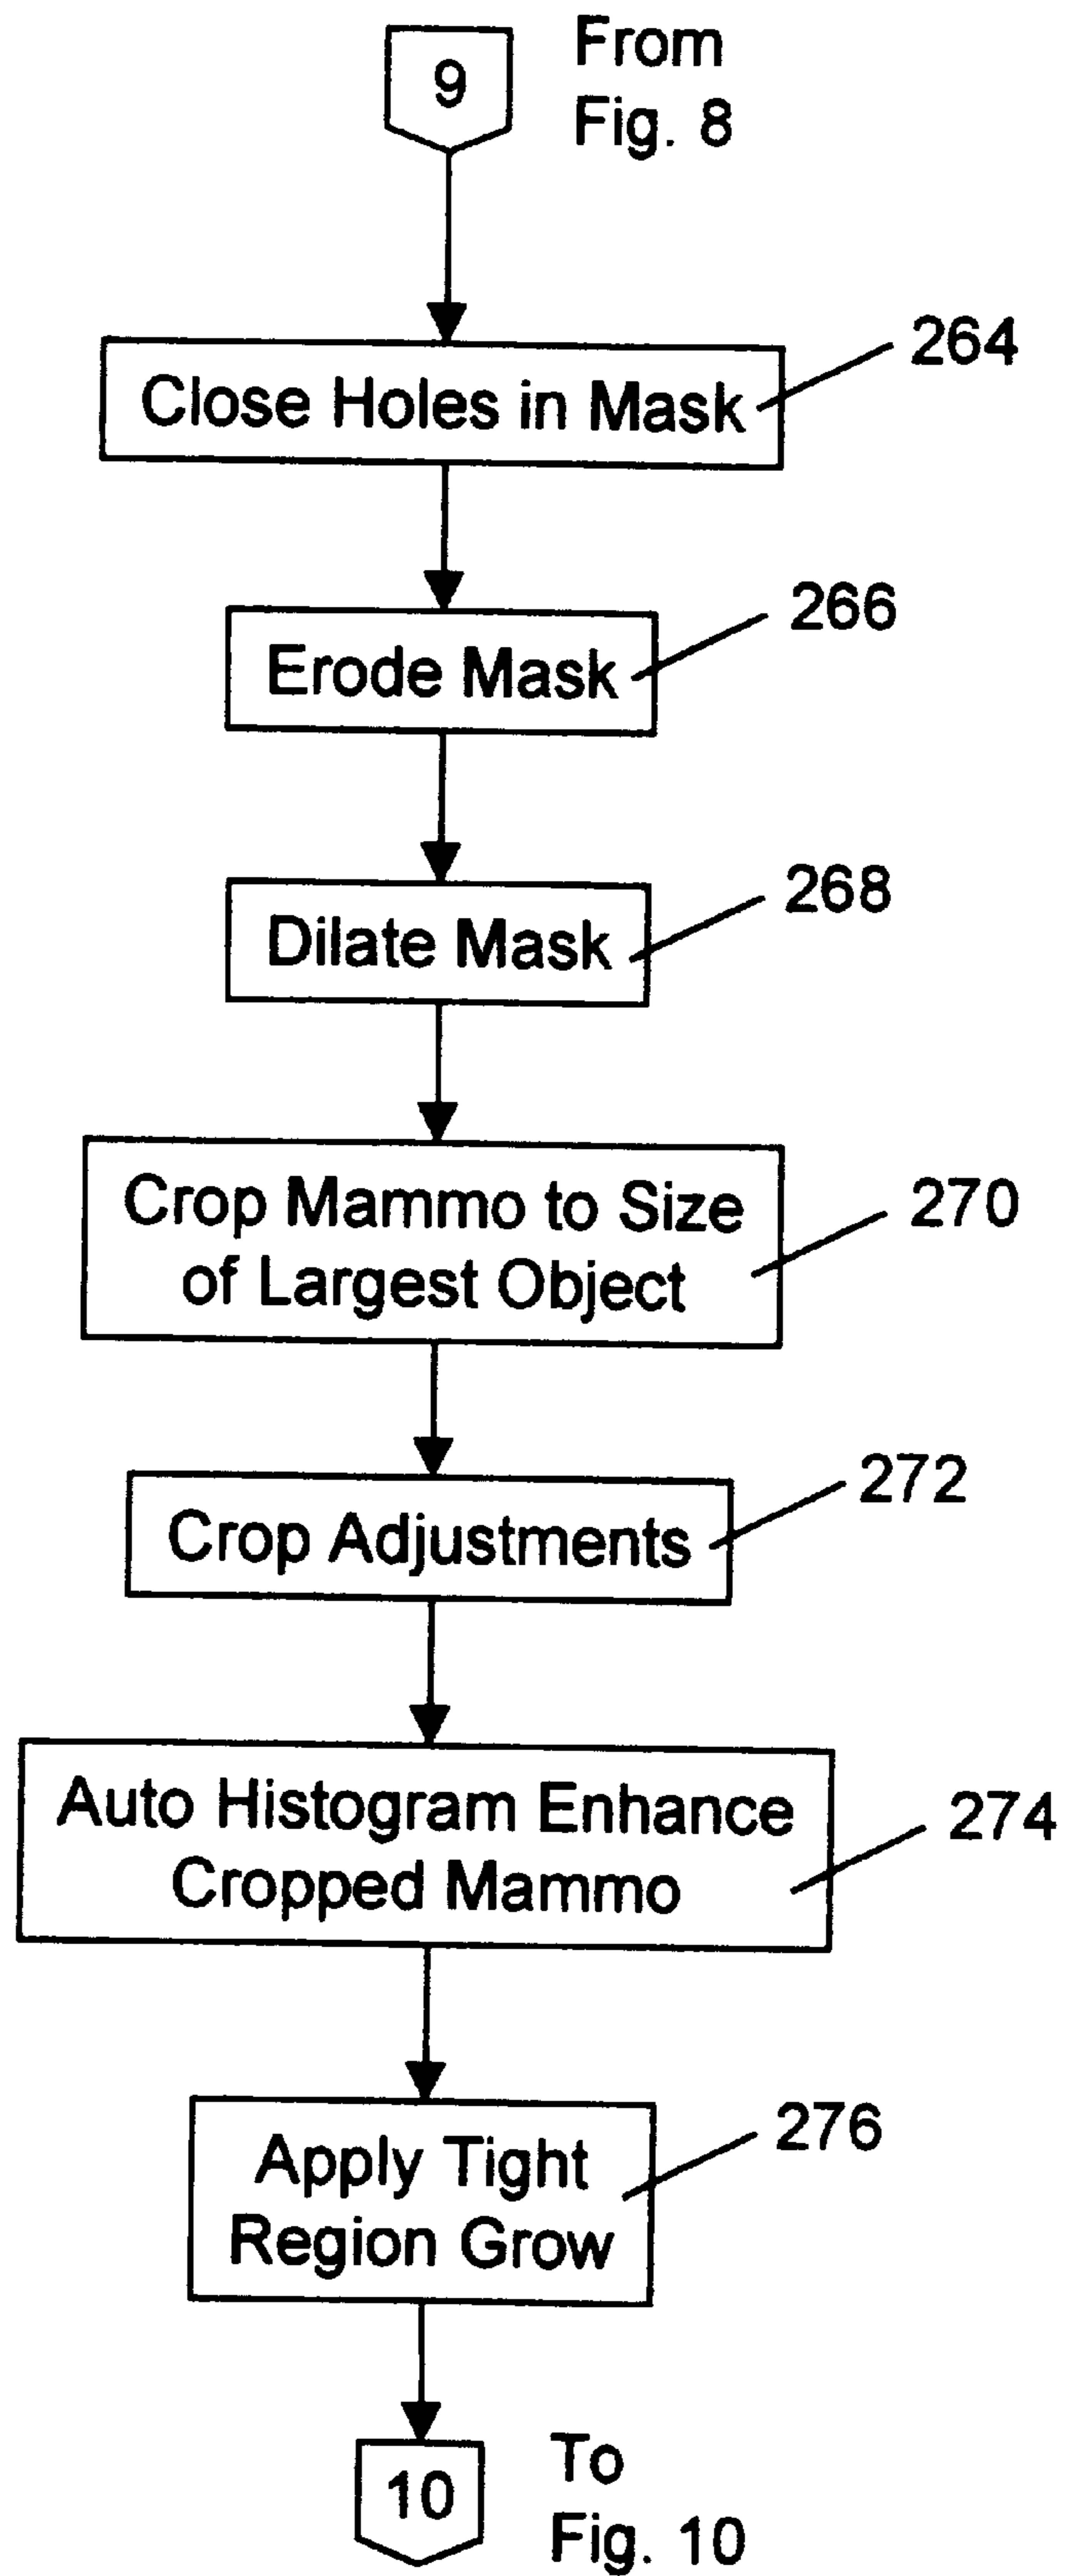 9
From
Fig. 8
Close Holes in Mask
264
Erode Mask
266
Dilate Mask
268
Crop Mammo to Size
of Largest Object
270
Crop Adjustments
272
Auto Histogram Enhance
Cropped Mammo
274
Apply Tight
Region Grow
276
10
To
Fig. 10